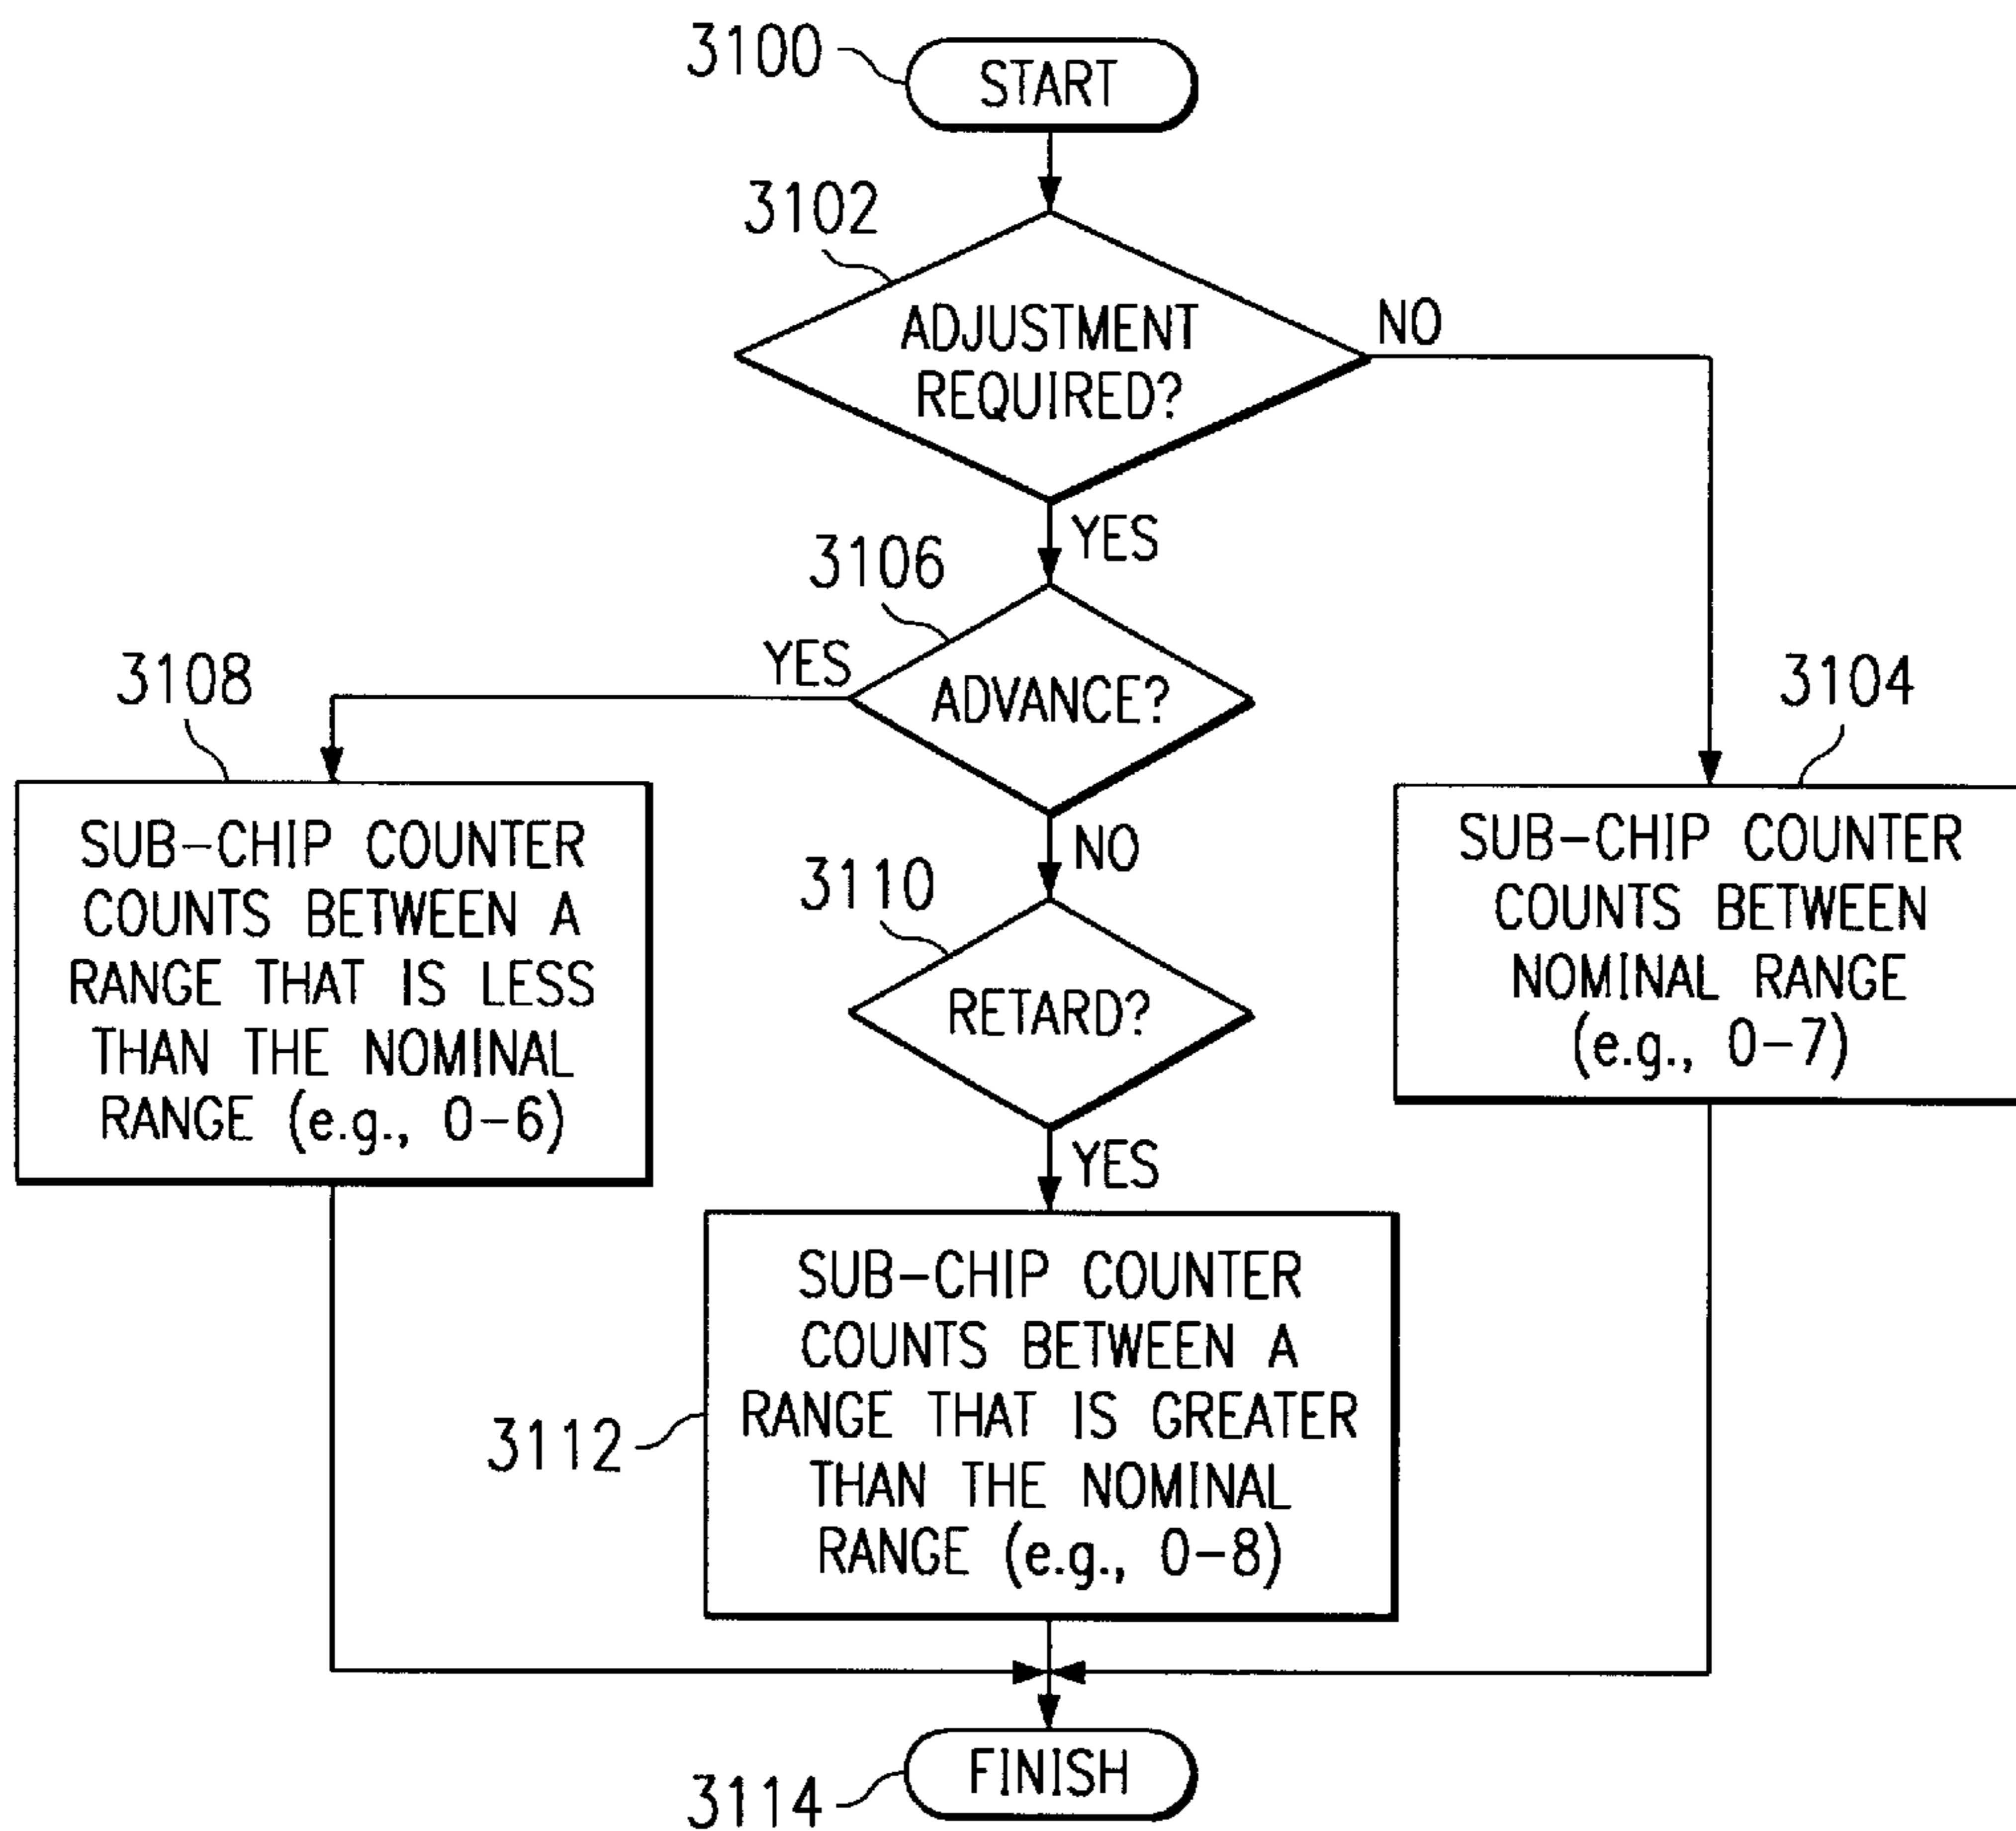 3100
START
3102
ADJUSTMENT
REQUIRED?
NO
YES
3106
YES
ADVANCE?
3108
3104
SUB-CHIP COUNTER
COUNTS BETWEEN A
RANGE THAT IS LESS
THAN THE NOMINAL
RANGE (e.g., 0-6)
NO
3110
RETARD?
SUB-CHIP COUNTER
COUNTS BETWEEN
NOMINAL RANGE
(e.g., 0-7)
YES
SUB-CHIP COUNTER
COUNTS BETWEEN A
RANGE THAT IS GREATER
THAN THE NOMINAL
RANGE (e.g., 0-8)
3112
FINISH
3114